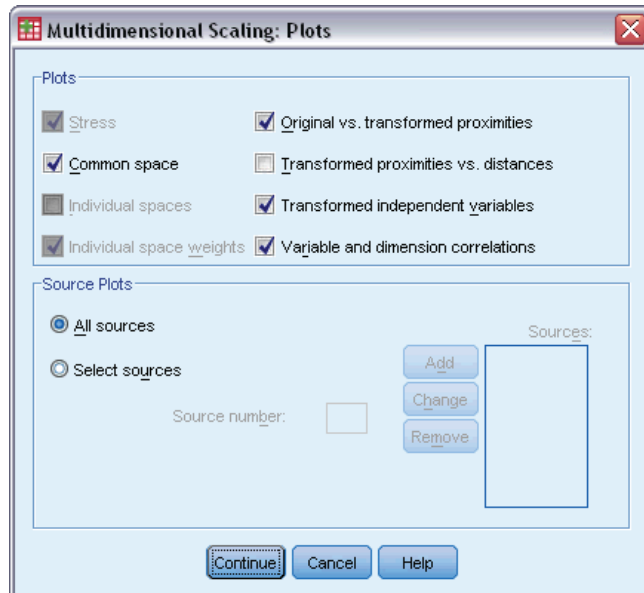 Multidimensional Scaling: Plots
Plots
Stress
Original vs. transformed proximities
Common space
Transformed proximities vs. distances
Individual spaces
Transformed independent variables
Individual space weights
Variable and dimension correlations
Source Plots
All sources
Select sources
Source number:
Sources:
Add
Change
Remove
Continue
Cancel
Help